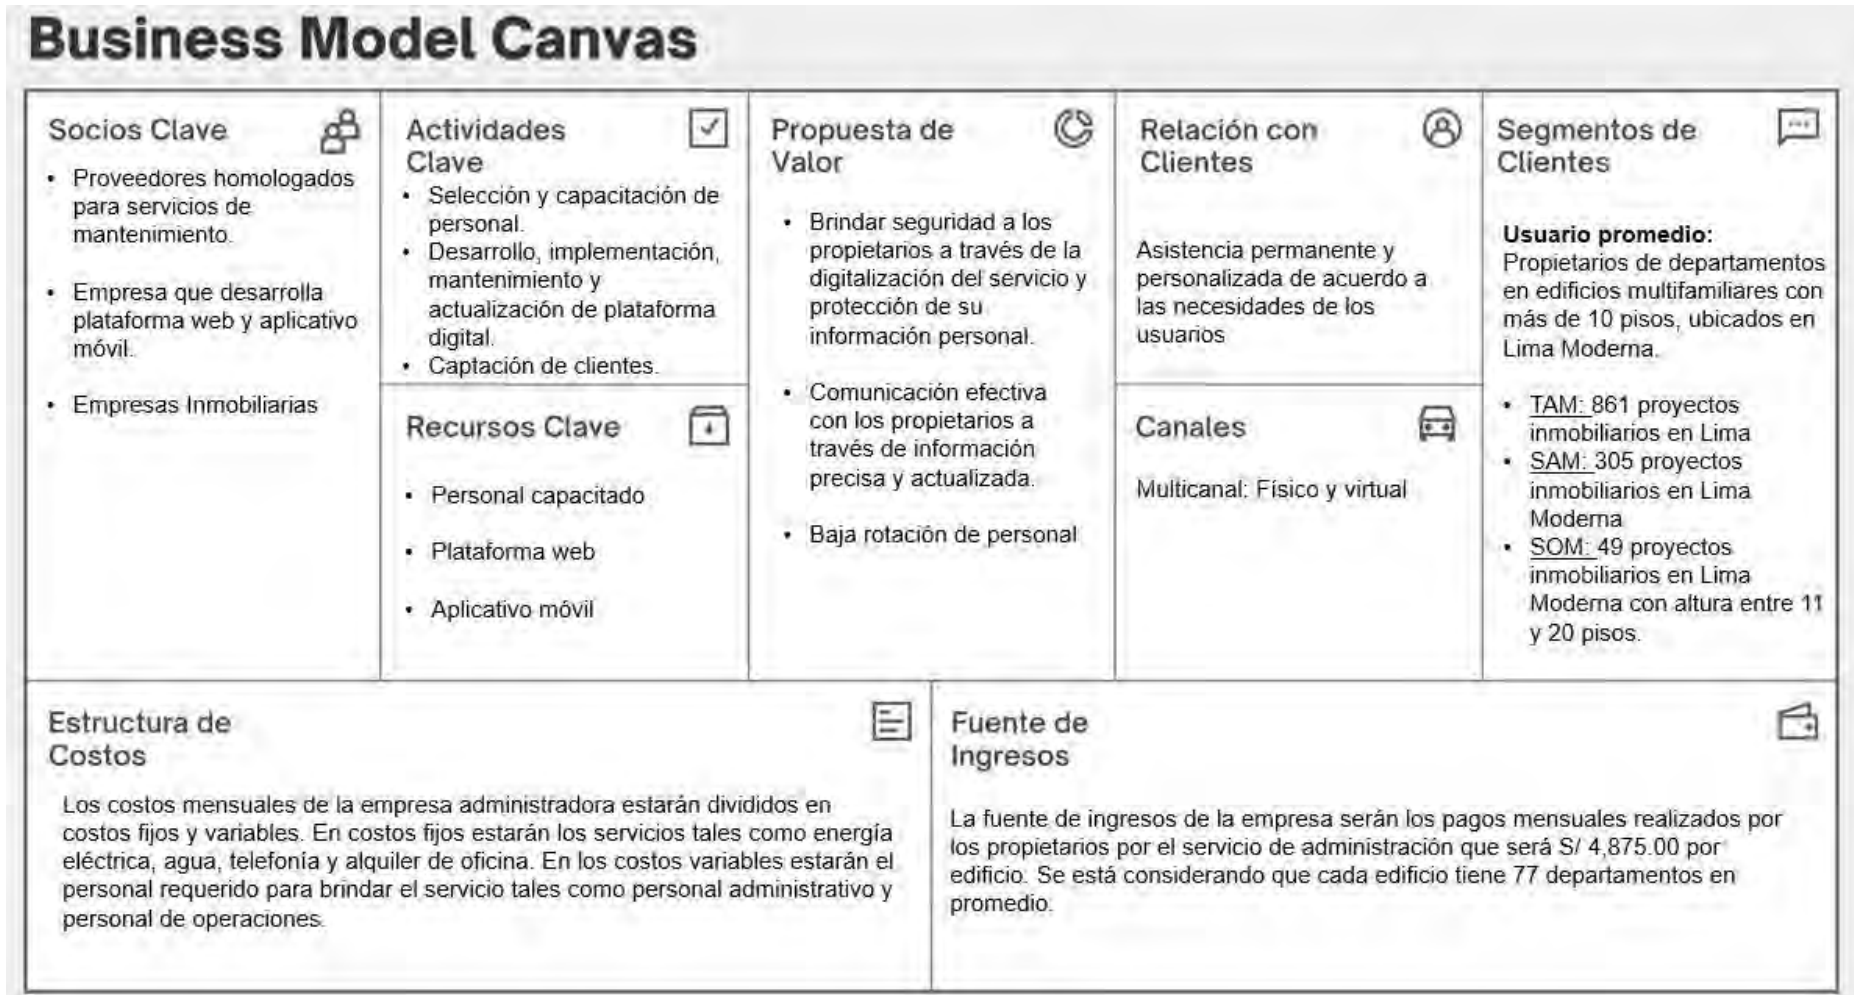 Business Model Canvas
Socios Clave
• Proveedores homologados
para servicios de
mantenimiento.
• Empresa que desarrolla
plataforma web y aplicativo
móvil.
• Empresas Inmobiliarias
Actividades
Clave
• Selección y capacitación de
personal.
• Desarrollo, implementación,
mantenimiento y
actualización de plataforma
digital.
• Captación de clientes.
Recursos Clave
• Personal capacitado
• Plataforma web
• Aplicativo móvil
Propuesta de
Valor
• Brindar seguridad a los
propietarios a través de la
digitalización del servicio y
protección de su
información personal.
• Comunicación efectiva
con los propietarios a
través de información
precisa y actualizada.
• Baja rotación de personal
Relación con
Clientes
Asistencia permanente y
personalizada de acuerdo a
las necesidades de los
usuarios
Canales
Multicanal: Físico y virtual
Segmentos de
Clientes
Usuario promedio:
Propietarios de departamentos
en edificios multifamiliares con
más de 10 pisos, ubicados en
Lima Moderna.
• TAM: 861 proyectos
inmobiliarios en Lima
• SAM: 305 proyectos
inmobiliarios en Lima
Moderna
• SOM: 49 proyectos
inmobiliarios en Lima
Moderna con altura entre 11
y 20 pisos.
Estructura de
Costos
Los costos mensuales de la empresa administradora estarán divididos en
costos fijos y variables. En costos fijos estarán los servicios tales como energía
eléctrica, agua, telefonía y alquiler de oficina. En los costos variables estarán el
personal requerido para brindar el servicio tales como personal administrativo y
personal de operaciones.
Fuente de
Ingresos
La fuente de ingresos de la empresa serán los pagos mensuales realizados por
los propietarios por el servicio de administración que será S/ 4,875.00 por
edificio. Se está considerando que cada edificio tiene 77 departamentos en
promedio.